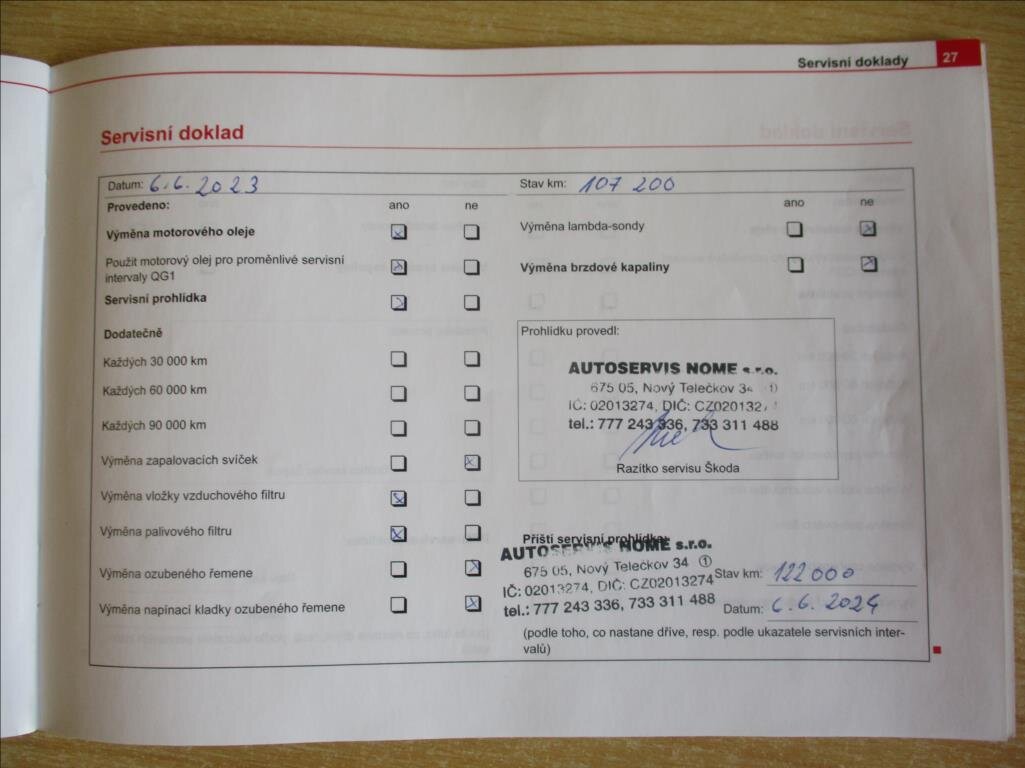 Servisní doklady 27
Servisní doklad
Datum: 6.6.2023
Provedeno: ano ne
Výměna motorového oleje
Použit motorový olej pro proměnlivé servisní
intervaly QG1
Servisní prohlídka
Dodatečně
Každých 30 000 km
Každých 60 000 km
Každých 90 000 km
Výměna zapalovacích svíček
Výměna vložky vzduchového filtru
Výměna palivového filtru
Výměna ozubeného řemene
Výměna napínací kladky ozubeného řemene
Stav km: 107 200
ano ne
Výměna lambda-sondy
Výměna brzdové kapaliny
Prohlídku provedl:
AUTOSERVIS NOME s.r.o.
675 05, Nový Telečkov 34 ①
IČ: 02013274, DIČ: CZ02013274
tel.: 777 243 336, 733 311 488
Razítko servisu Škoda
Příští servisní prohlídka:
AUTOSERVIS NOME s.r.o.
675 05, Nový Telečkov 34 ①
IČ: 02013274, DIČ: CZ02013274
tel.: 777 243 336, 733 311 488
Stav km: 122 000
Datum: 6.6.2024
(podle toho, co nastane dříve, resp. podle ukazatele servisních inter-
valů)